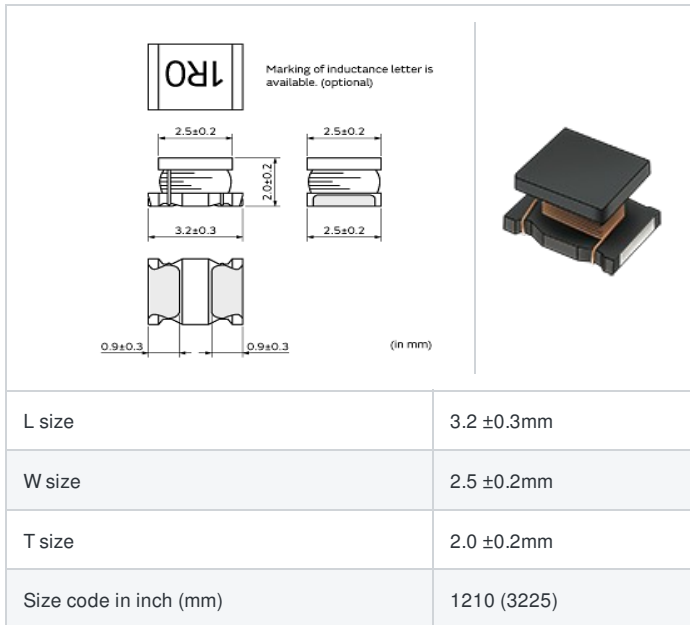 1R0
Marking of inductance letter is
available. (optional)
2.5±0.2
2.5±0.2
2.0±0.2
3.2±0.3
2.5±0.2
0.9±0.3
0.9±0.3
(in mm)
L size
3.2 ±0.3mm
W size
2.5 ±0.2mm
T size
2.0 ±0.2mm
Size code in inch (mm)
1210 (3225)